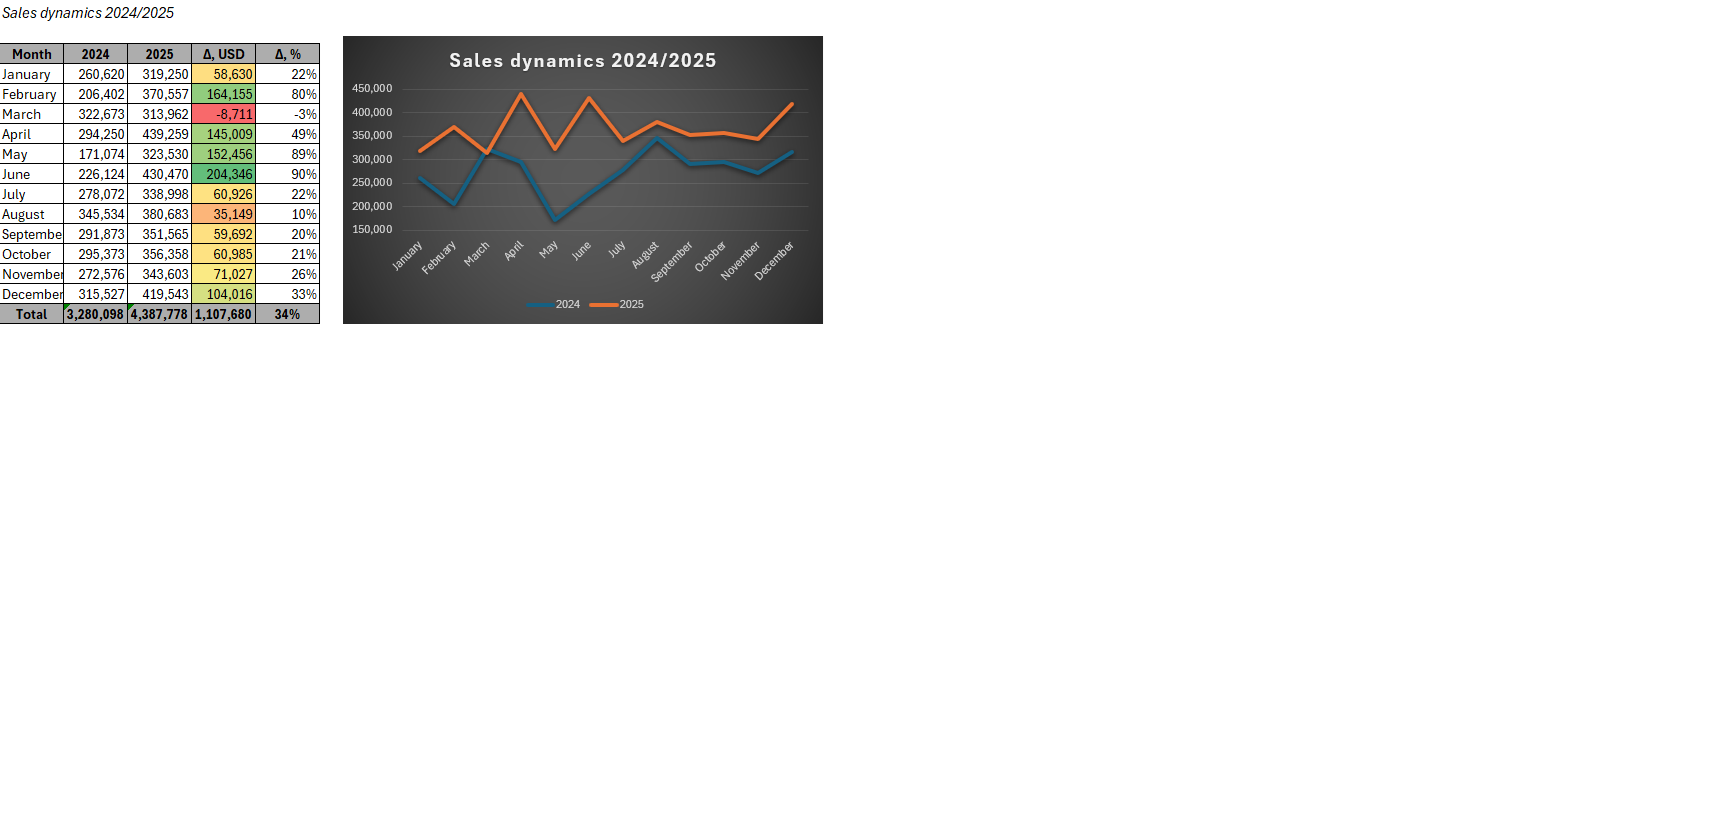 Sales dynamics 2024/2025
Month 2024 2025 Δ, USD Δ, %
January 260,620 319,250 58,630 22%
February 206,402 370,557 164,155 80%
March 322,673 313,962 -8,711 -3%
April 294,250 439,259 145,009 49%
May 171,074 323,530 152,456 89%
June 226,124 430,470 204,346 90%
July 278,072 338,998 60,926 22%
August 345,534 380,683 35,149 10%
Septembe 291,873 351,565 59,692 20%
October 295,373 356,358 60,985 21%
November 272,576 343,603 71,027 26%
December 315,527 419,543 104,016 33%
Total 3,280,098 4,387,778 1,107,680 34%
Sales dynamics 2024/2025
450,000
400,000
350,000
300,000
250,000
200,000
150,000
January February March April May June July August September October November December
2024 2025